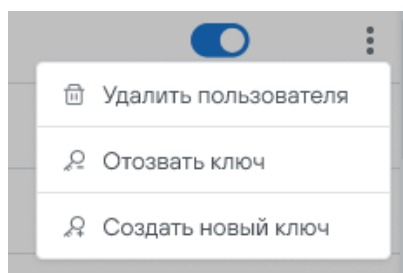 Удалить пользователя
Отозвать ключ
Создать новый ключ